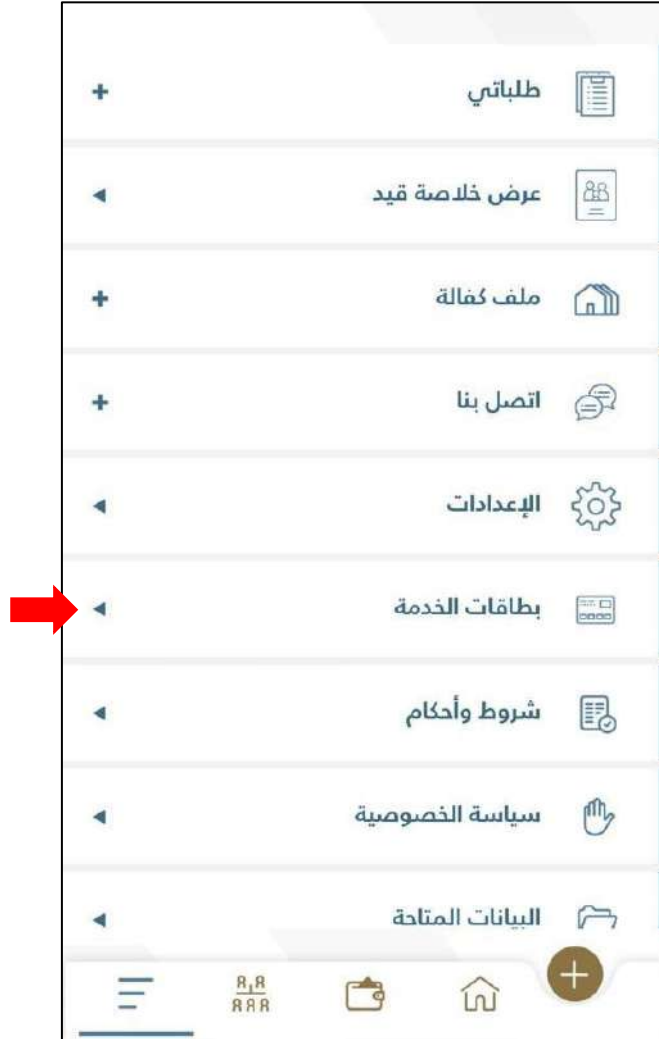 طلباتي
عرض خلاصة قيد
ملف كفالة
اتصل بنا
الإعدادات
بطاقات الخدمة
شروط وأحكام
سياسة الخصوصية
البيانات المتاحة